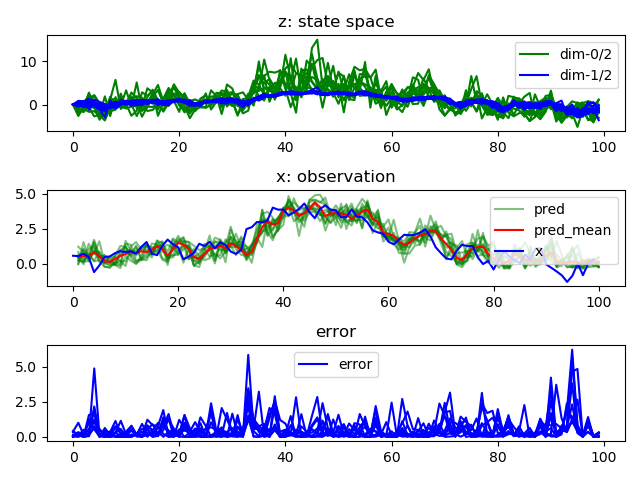 z: state space
10
0
dim-0/2
dim-1/2
0 20 40 60 80 100
x: observation
5.0
2.5
0.0
pred
pred_mean
x
0 20 40 60 80 100
error
5.0
2.5
0.0
error
0 20 40 60 80 100